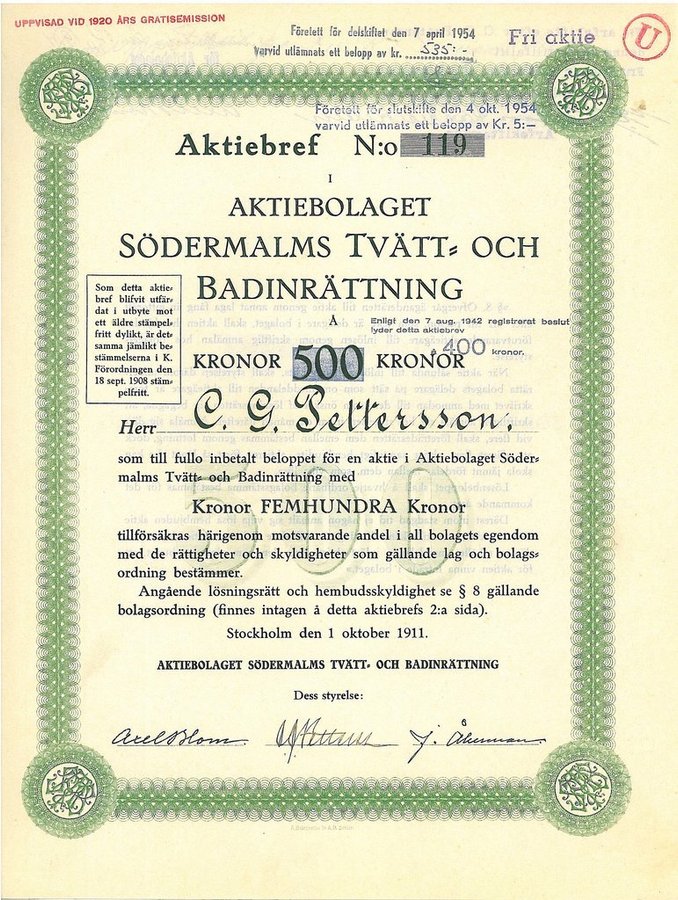 UPPVISAD VID 1920 ÅRS GRATISEMISSION
Företett för delskiftet den 7 april 1954
varvid utlämnats ett belopp av kr. 535:-
Fri aktie
U
Företett för slutskifte den 4 okt. 1954
varvid utlämnats ett belopp av Kr. 5:—
Aktiebref N:o 119
I
AKTIEBOLAGET
SÖDERMALMS TVÄTT- OCH
BADINRÄTTNING
Som detta aktie-
bref blifvit utfär-
dat i utbyte mot
ett äldre stämpel-
fritt dylikt, är det-
samma jämlikt be-
stämmelserna i K.
Förordningen den
18 sept. 1908 stäm-
pelfritt.
À
Enligt den 7 aug. 1942 registrerat beslut
lyder detta aktiebrev
400 kronor.
KRONOR 500 KRONOR
Herr C. G. Pettersson,
som till fullo inbetalt beloppet för en aktie i Aktiebolaget Söder-
malms Tvätt- och Badinrättning med
Kronor FEMHUNDRA Kronor
tillförsäkras härigenom motsvarande andel i all bolagets egendom
med de rättigheter och skyldigheter som gällande lag och bolags-
ordning bestämmer.
Angående lösningsrätt och hembudsskyldighet se § 8 gällande
bolagsordning (finnes intagen å detta aktiebrefs 2:a sida).
Stockholm den 1 oktober 1911.
AKTIEBOLAGET SÖDERMALMS TVÄTT- OCH BADINRÄTTNING
Dess styrelse:
Axel Blom. J. Åkerman.